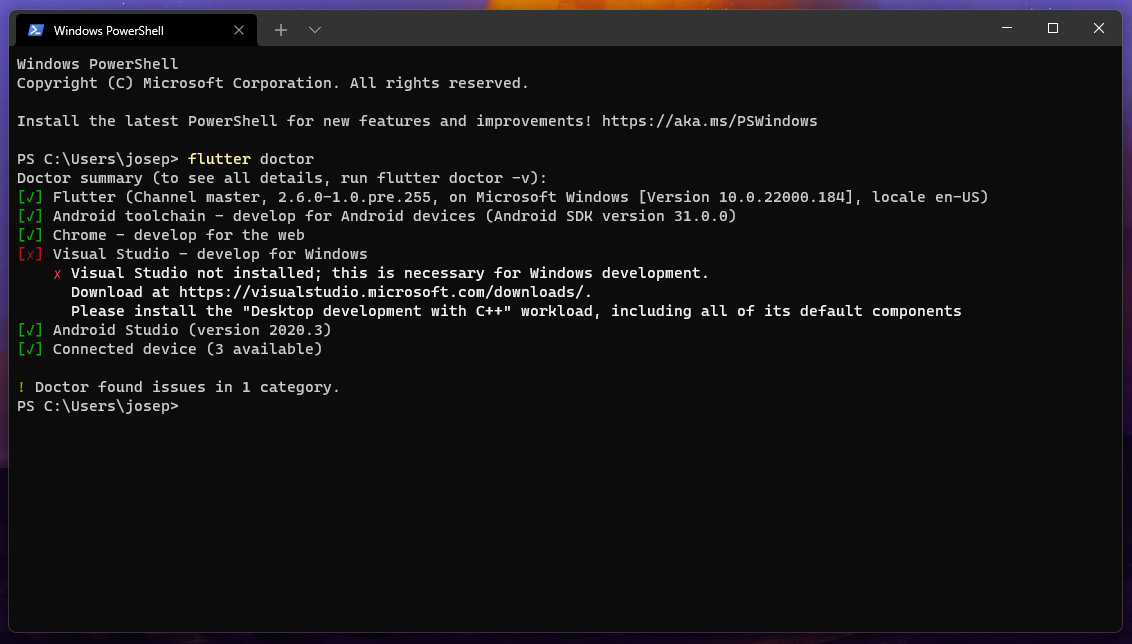 Windows PowerShell
Windows PowerShell
Copyright (C) Microsoft Corporation. All rights reserved.
Install the latest PowerShell for new features and improvements! https://aka.ms/PSWindows
PS C:\Users\josep> flutter doctor
Doctor summary (to see all details, run flutter doctor -v):
[√] Flutter (Channel master, 2.6.0-1.0.pre.255, on Microsoft Windows [Version 10.0.22000.184], locale en-US)
[√] Android toolchain - develop for Android devices (Android SDK version 31.0.0)
[√] Chrome - develop for the web
[✗] Visual Studio - develop for Windows
✗ Visual Studio not installed; this is necessary for Windows development.
Download at https://visualstudio.microsoft.com/downloads/.
Please install the "Desktop development with C++" workload, including all of its default components
[√] Android Studio (version 2020.3)
[√] Connected device (3 available)
! Doctor found issues in 1 category.
PS C:\Users\josep>